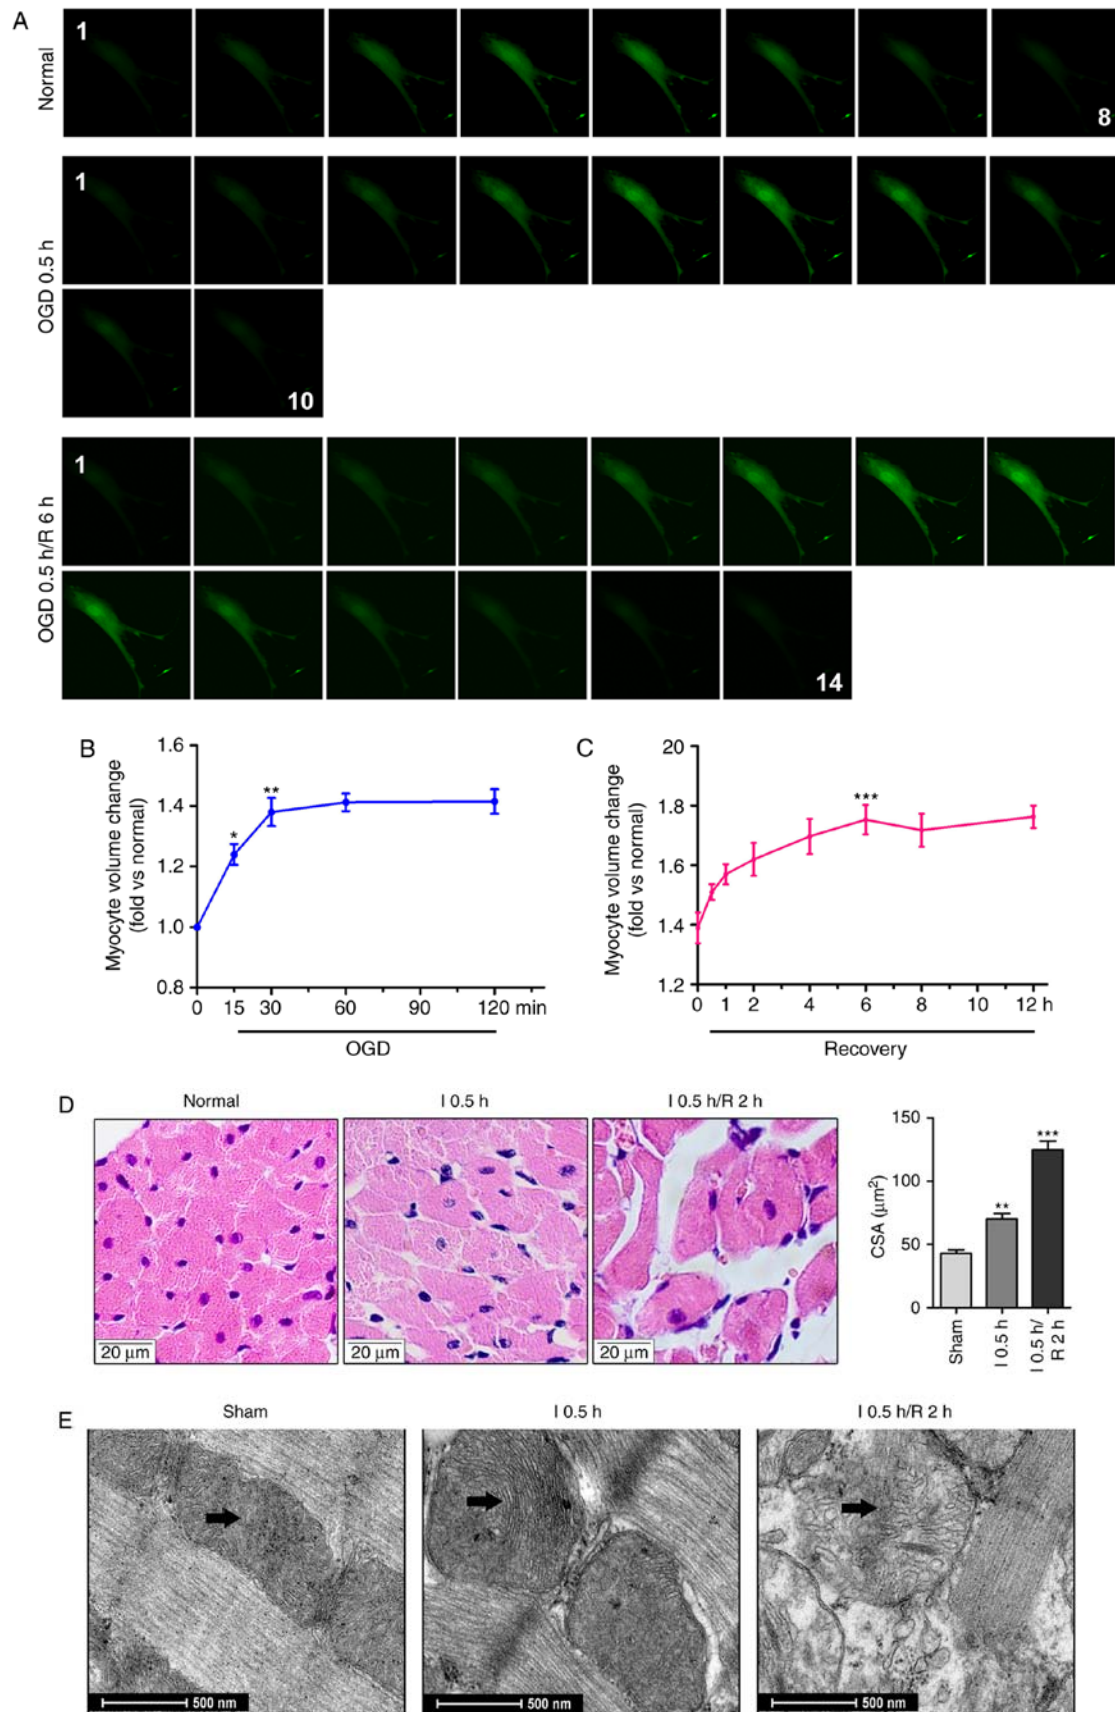 A
Normal
1
8
OGD 0.5 h
1
10
OGD 0.5 h/R 6 h
1
14
B
Myocyte volume change
(fold vs normal)
1.6
1.4
1.2
1.0
0.8
*
**
0 15 30 60 90 120 min
OGD
C
Myocyte volume change
(fold vs normal)
20
1.8
1.6
1.4
1.2
***
0 1 2 4 6 8 10 12 h
Recovery
D
Normal
I 0.5 h
I 0.5 h/R 2 h
20 µm
20 µm
20 µm
CSA (µm²)
150
100
50
0
**
***
Sham
I 0.5 h
I 0.5 h/
R 2 h
E
Sham
I 0.5 h
I 0.5 h/R 2 h
500 nm
500 nm
500 nm